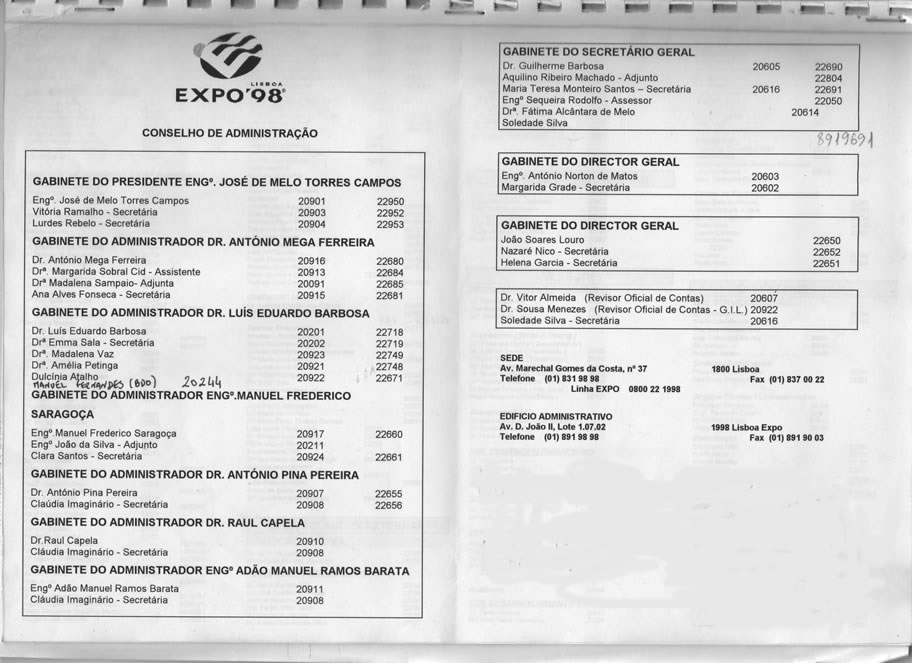 LISBOA
EXPO'98
CONSELHO DE ADMINISTRAÇÃO
GABINETE DO PRESIDENTE ENGº. JOSÉ DE MELO TORRES CAMPOS
Engº. José de Melo Torres Campos 20901 22950
Vitória Ramalho - Secretária 20903 22952
Lurdes Rebelo - Secretária 20904 22953
GABINETE DO ADMINISTRADOR DR. ANTÓNIO MEGA FERREIRA
Dr. António Mega Ferreira 20916 22680
Drª. Margarida Sobral Cid - Assistente 20913 22684
Drª Madalena Sampaio- Adjunta 20091 22685
Ana Alves Fonseca - Secretária 20915 22681
GABINETE DO ADMINISTRADOR DR. LUÍS EDUARDO BARBOSA
Dr. Luís Eduardo Barbosa 20201 22718
Drª Emma Sala - Secretária 20202 22719
Drª. Madalena Vaz 20923 22749
Drª. Amélia Petinga 20921 22748
Dulcínia Atalho 20922 22671
MANUEL FERNANDES (BDO) 20244
GABINETE DO ADMINISTRADOR ENGº.MANUEL FREDERICO
SARAGOÇA
Engº.Manuel Frederico Saragoça 20917 22660
Engº João da Silva - Adjunto 20211
Clara Santos - Secretária 20924 22661
GABINETE DO ADMINISTRADOR DR. ANTÓNIO PINA PEREIRA
Dr. António Pina Pereira 20907 22655
Claúdia Imaginário - Secretária 20908 22656
GABINETE DO ADMINISTRADOR DR. RAUL CAPELA
Dr.Raul Capela 20910
Cláudia Imaginário - Secretária 20908
GABINETE DO ADMINISTRADOR ENGº ADÃO MANUEL RAMOS BARATA
Engº Adão Manuel Ramos Barata 20911
Cláudia Imaginário - Secretária 20908
GABINETE DO SECRETÁRIO GERAL
Dr. Guilherme Barbosa 20605 22690
Aquilino Ribeiro Machado - Adjunto 22804
Maria Teresa Monteiro Santos – Secretária 20616 22691
Engº Sequeira Rodolfo - Assessor 22050
Drª. Fátima Alcântara de Melo 20614
Soledade Silva
8919691
GABINETE DO DIRECTOR GERAL
Engº. António Norton de Matos 20603
Margarida Grade - Secretária 20602
GABINETE DO DIRECTOR GERAL
João Soares Louro 22650
Nazaré Nico - Secretária 22652
Helena Garcia - Secretária 22651
Dr. Vitor Almeida (Revisor Oficial de Contas) 20607
Dr. Sousa Menezes (Revisor Oficial de Contas - G.I.L.) 20922
Soledade Silva - Secretária 20616
SEDE
Av. Marechal Gomes da Costa, nº 37 1800 Lisboa
Telefone (01) 831 98 98 Fax (01) 837 00 22
Linha EXPO 0800 22 1998
EDIFICIO ADMINISTRATIVO
Av. D. João II, Lote 1.07.02 1998 Lisboa Expo
Telefone (01) 891 98 98 Fax (01) 891 90 03